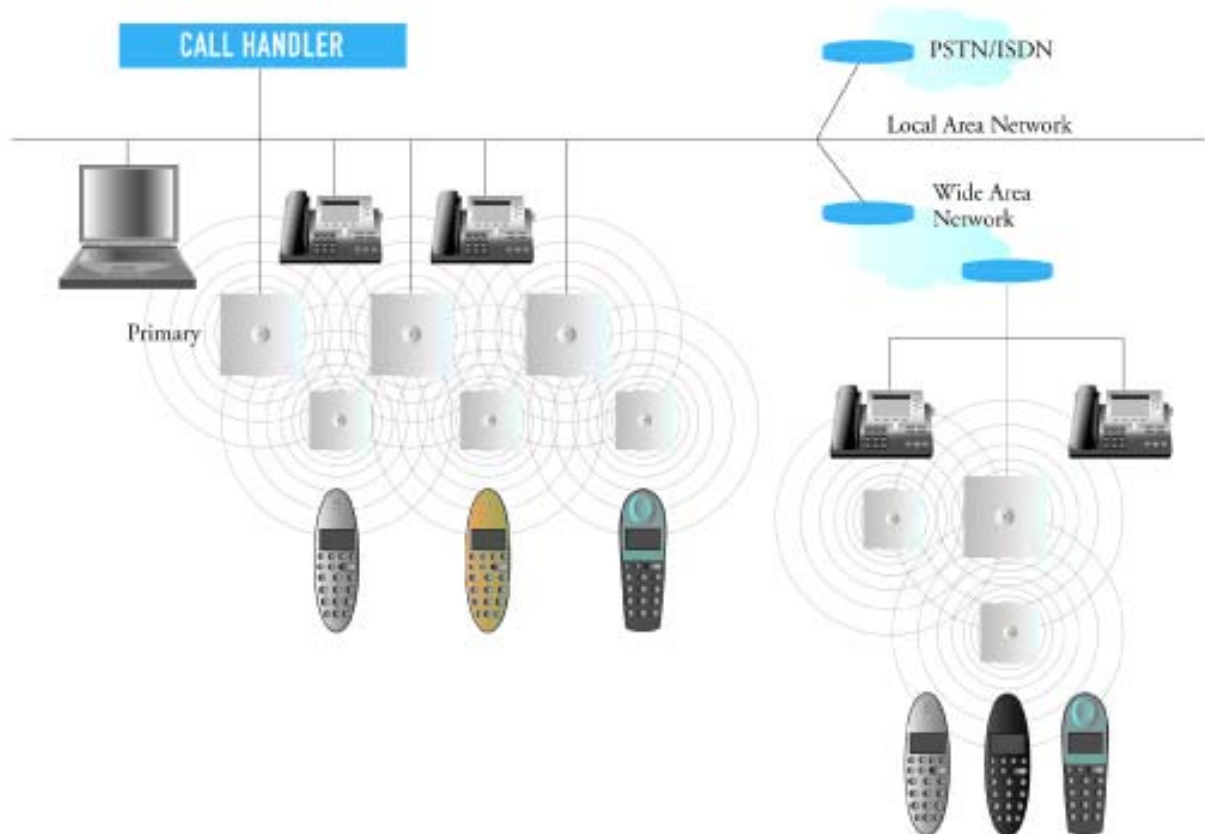 CALL HANDLER
PSTN/ISDN
Local Area Network
Wide Area
Network
Primary